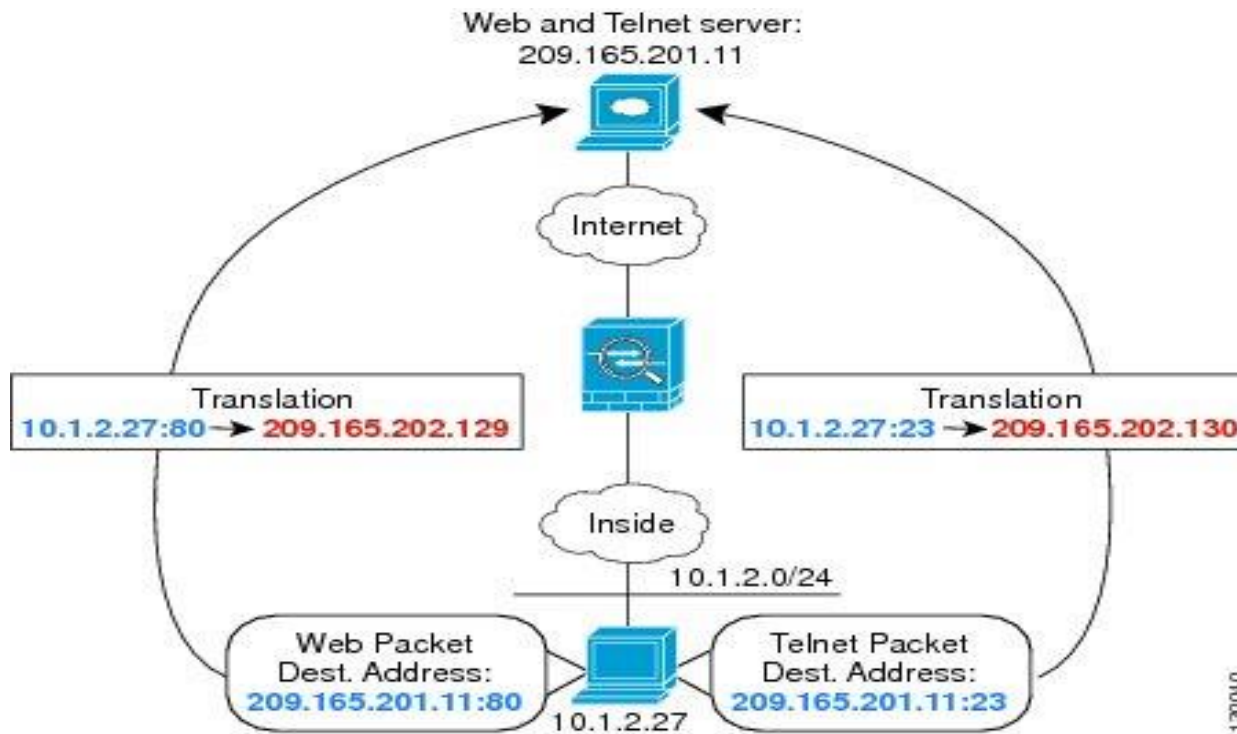 Web and Telnet server:
209.165.201.11
Internet
Translation
10.1.2.27:80 → 209.165.202.129
Translation
10.1.2.27:23 → 209.165.202.130
Inside
10.1.2.0/24
Web Packet
Dest. Address:
209.165.201.11:80
Telnet Packet
Dest. Address:
209.165.201.11:23
10.1.2.27